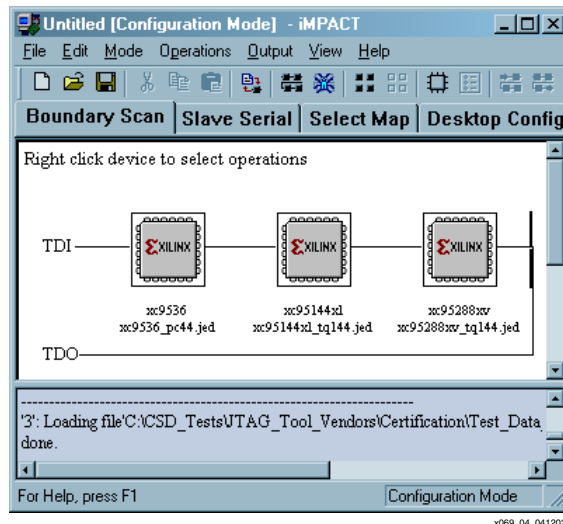 Untitled [Configuration Mode] - iMPACT
File Edit Mode Operations Output View Help
Boundary Scan Slave Serial Select Map Desktop Config
Right click device to select operations
TDI
XILINX XILINX XILINX
xc9536 xc95144xl xc95288xv
xc9536_pc44.jed xc95144xl_tq144.jed xc95288xv_tq144.jed
TDO
----------------------------------------------------------------------
'3': Loading file'C:\CSD_Tests\JTAG_Tool_Vendors\Certification\Test_Data_
done.
For Help, press F1 Configuration Mode